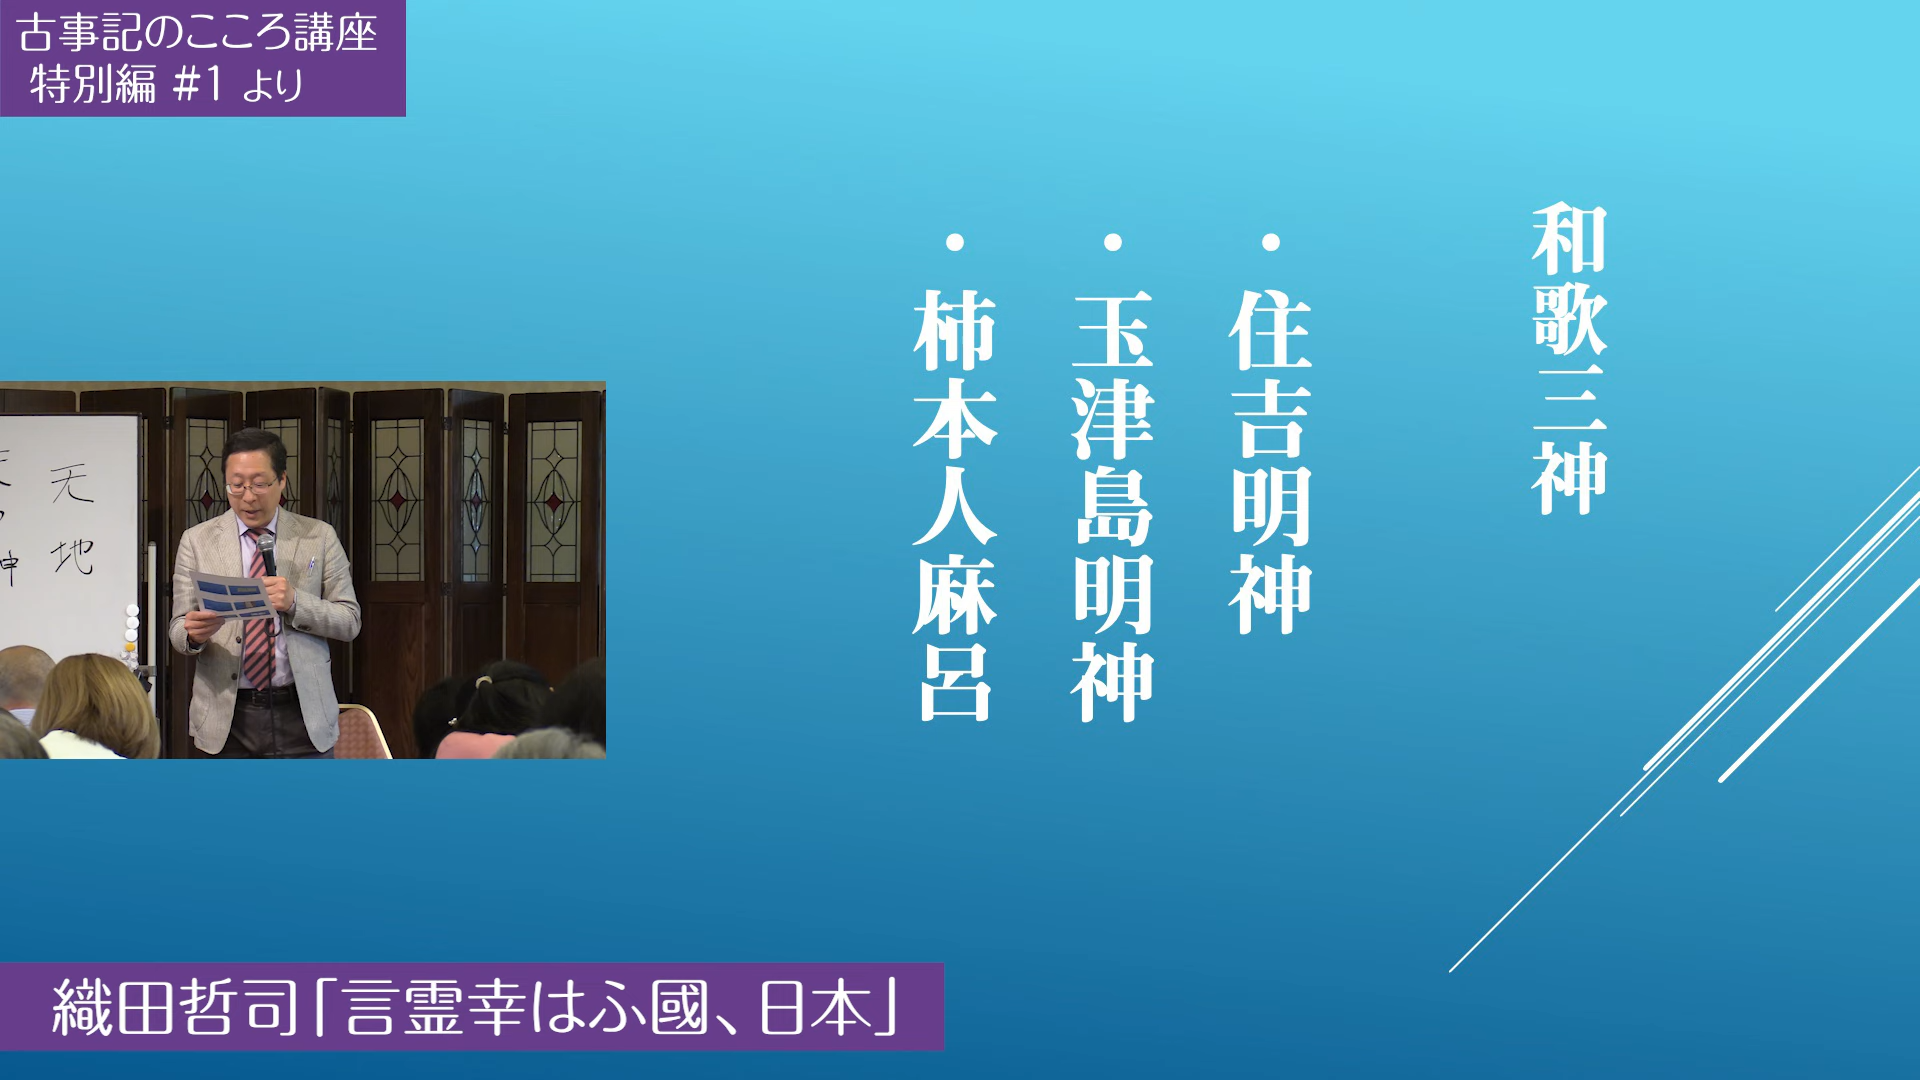 古事記のこころ講座
特別編 #1 より
和歌三神
・住吉明神
・玉津島明神
・柿本人麻呂
天地
神
織田哲司「言霊幸はふ國、日本」